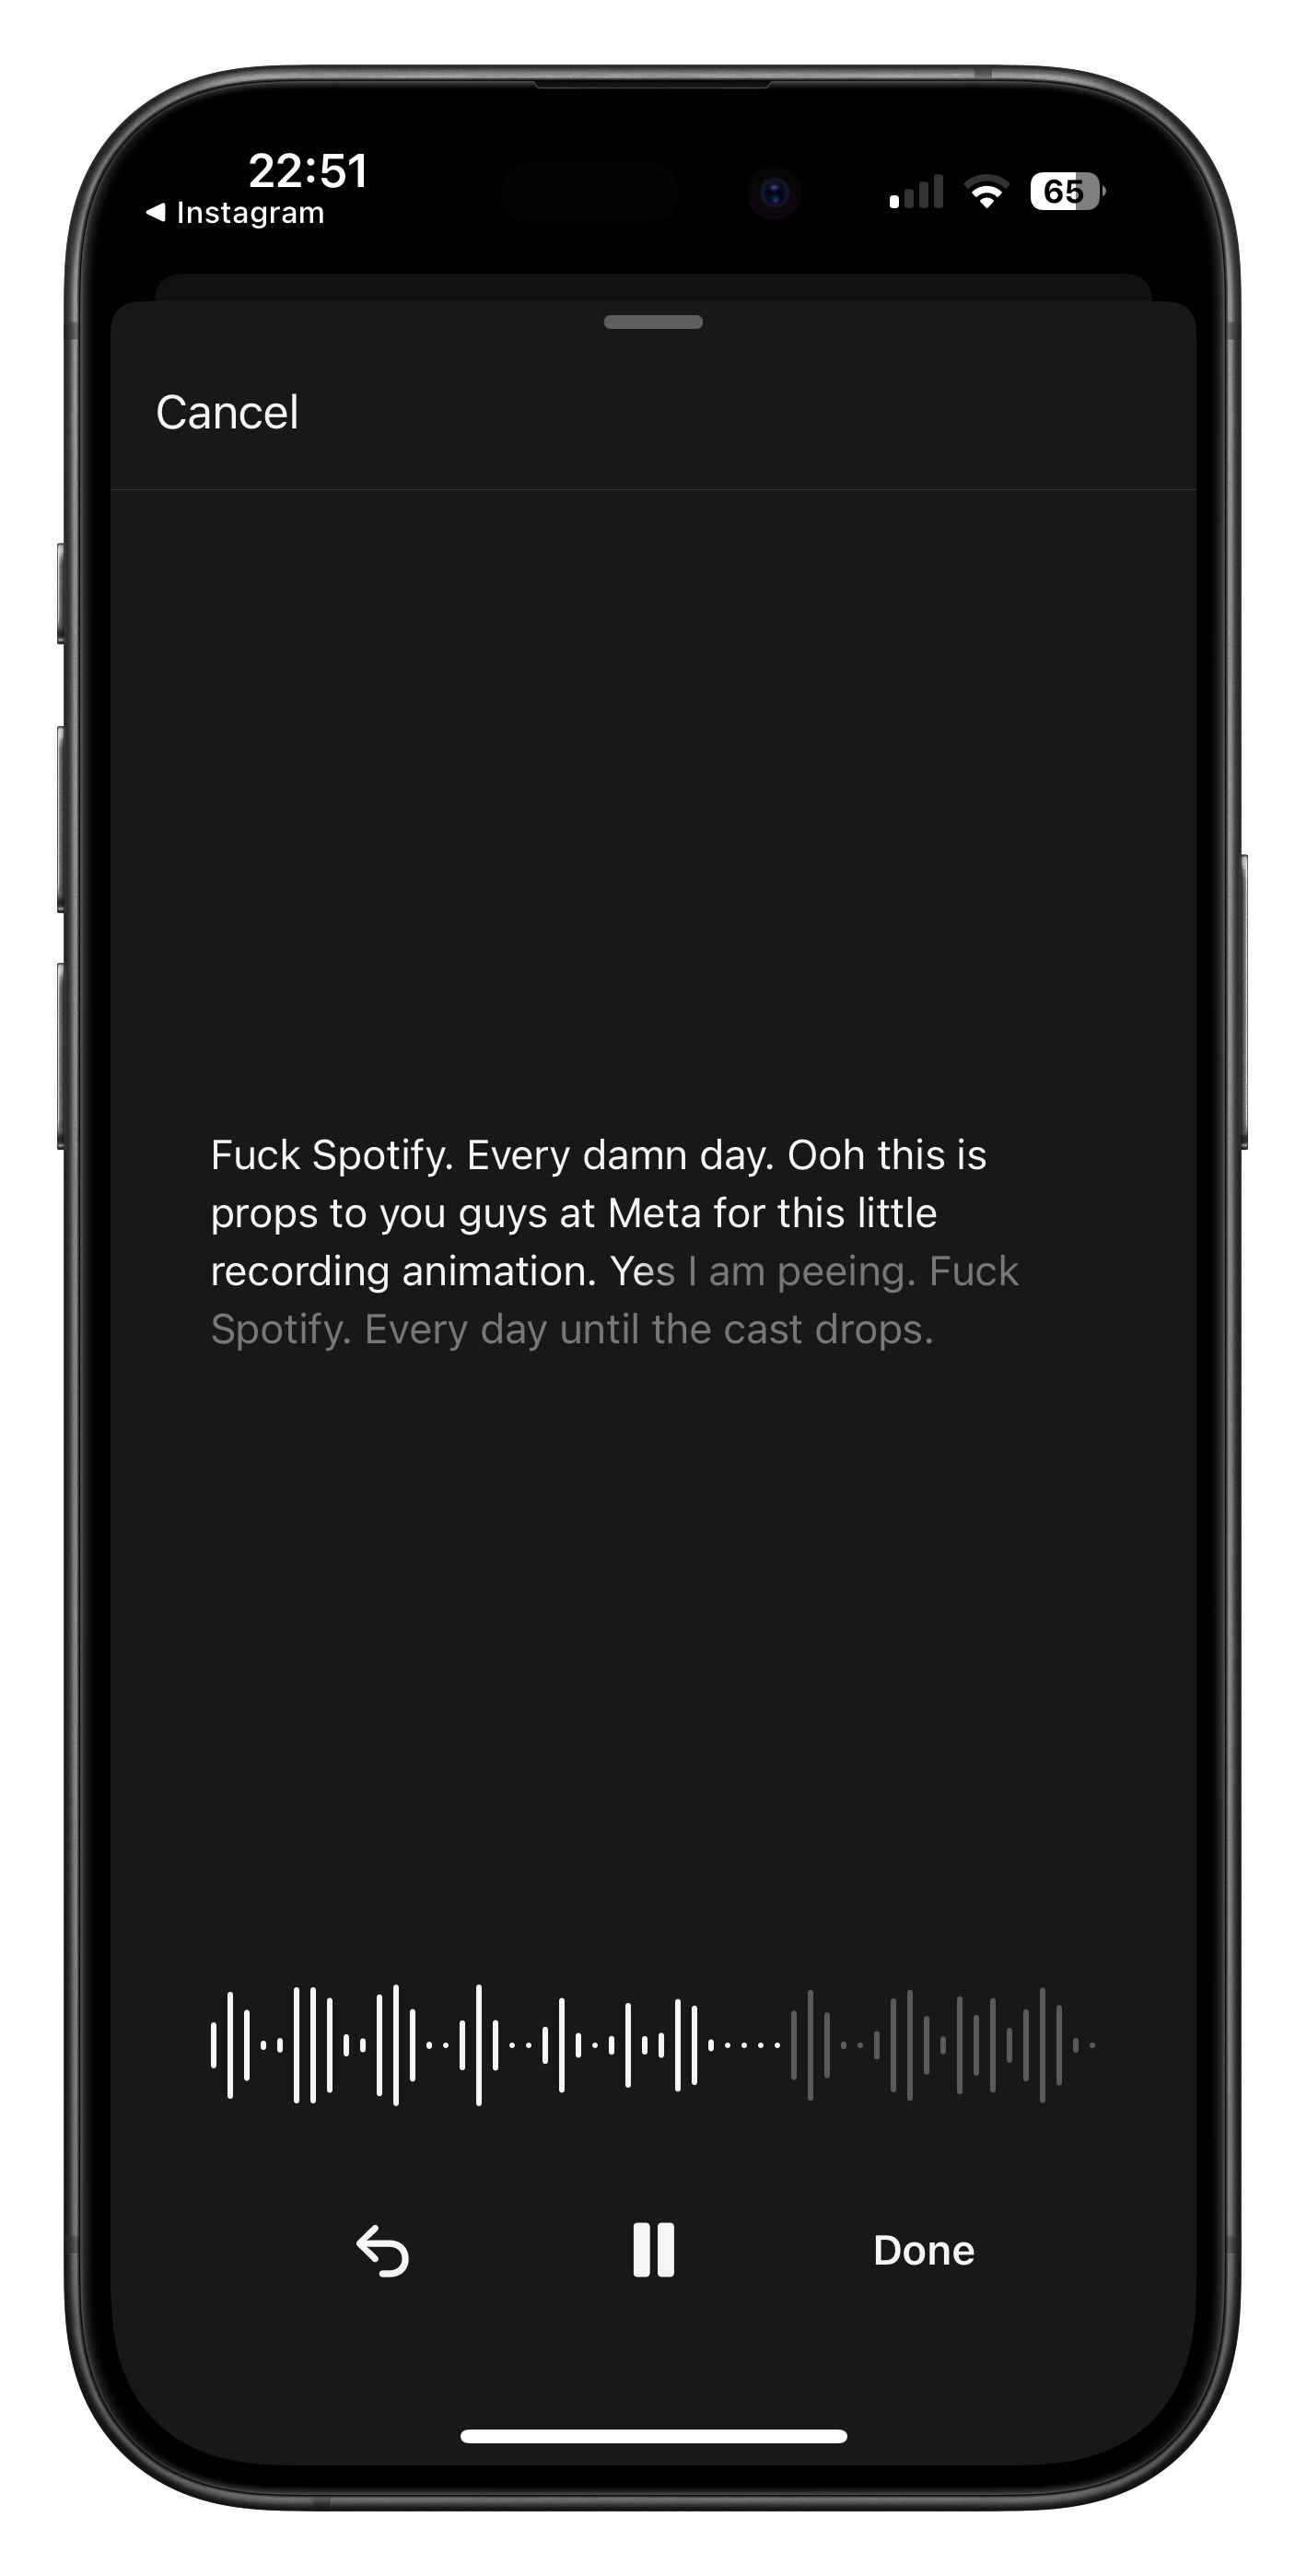 22:51
◀ Instagram
65
Cancel
Fuck Spotify. Every damn day. Ooh this is
props to you guys at Meta for this little
recording animation. Yes I am peeing. Fuck
Spotify. Every day until the cast drops.
Done